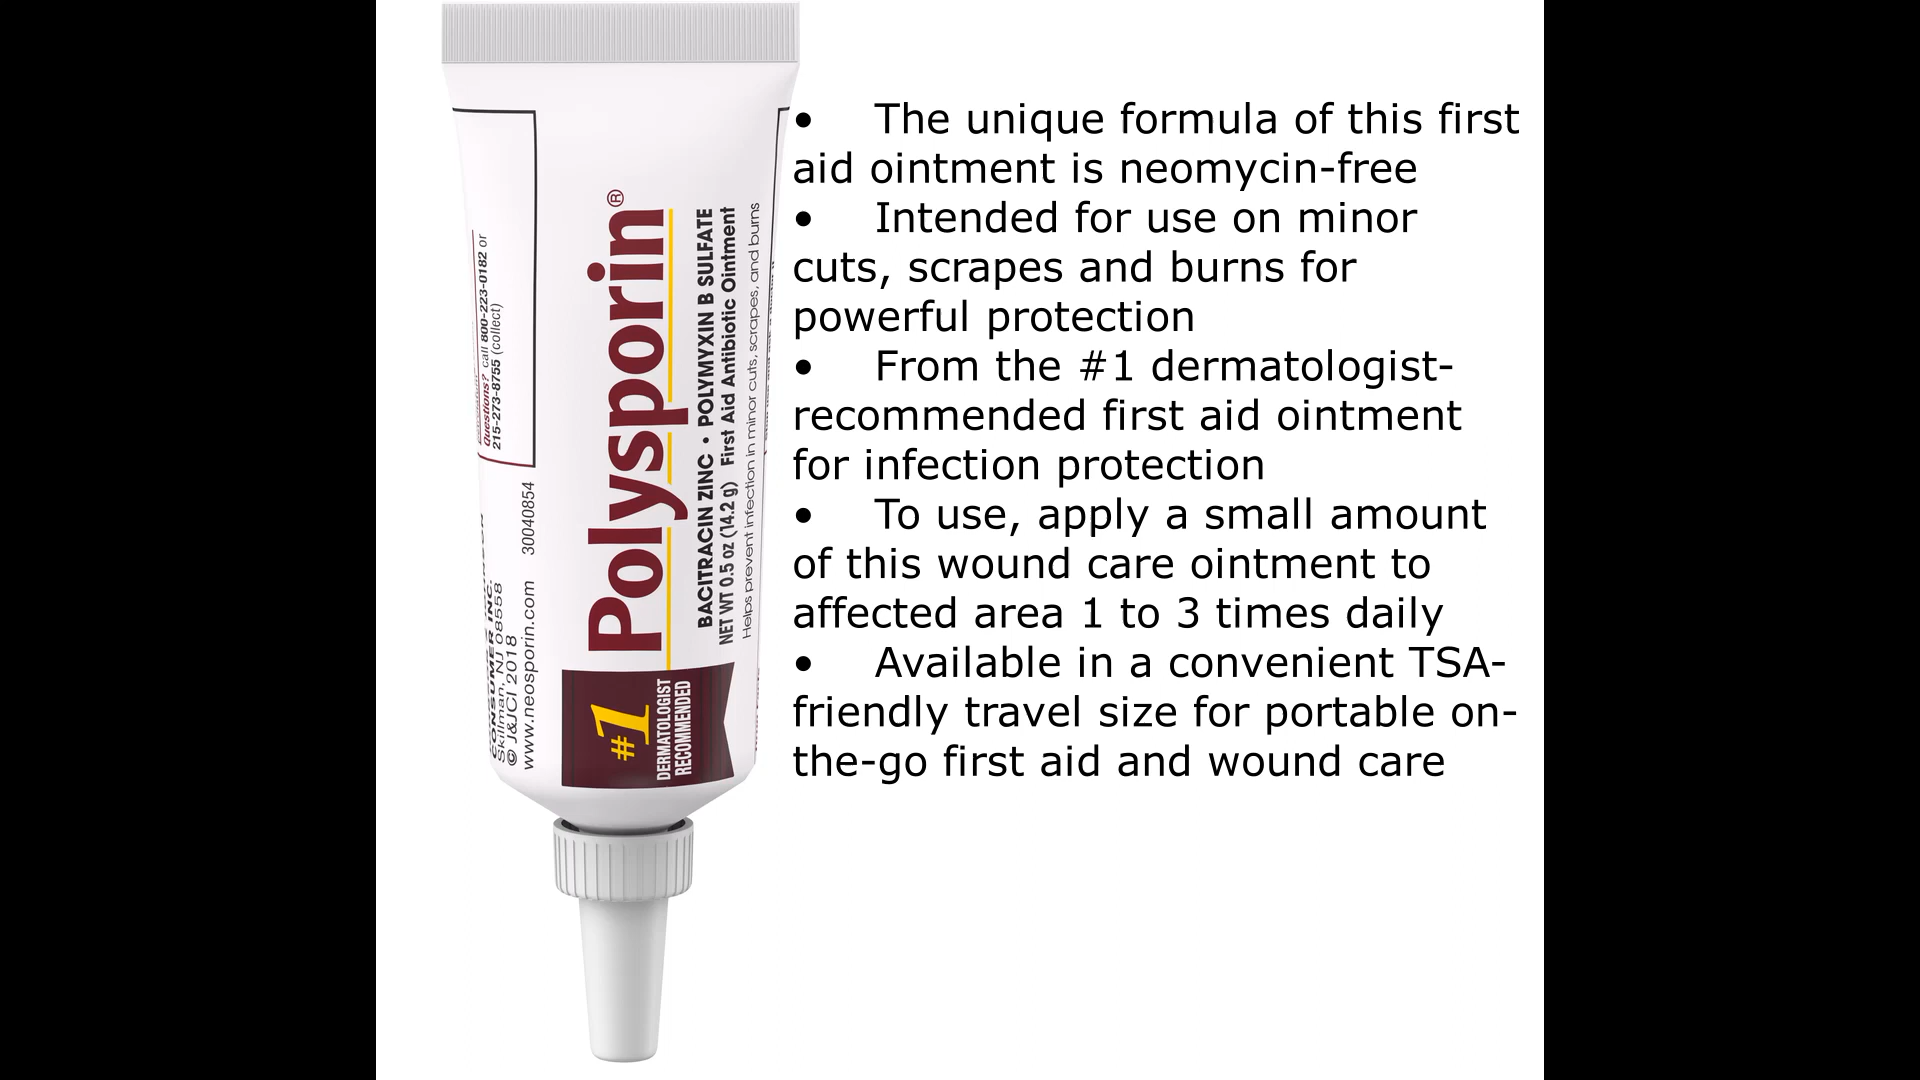 Questions? call 800-223-0182 or
215-273-8755 (collect)
CONSUMER INC.
Skillman, NJ 08558
© J&JCI 2018
www.neosporin.com 30040854
Polysporin®
#1
DERMATOLOGIST
RECOMMENDED
BACITRACIN ZINC • POLYMYXIN B SULFATE
NET WT 0.5 oz (14.2 g) First Aid Antibiotic Ointment
Helps prevent infection in minor cuts, scrapes, and burns
• The unique formula of this first
aid ointment is neomycin-free
• Intended for use on minor
cuts, scrapes and burns for
powerful protection
• From the #1 dermatologist-
recommended first aid ointment
for infection protection
• To use, apply a small amount
of this wound care ointment to
affected area 1 to 3 times daily
• Available in a convenient TSA-
friendly travel size for portable on-
the-go first aid and wound care